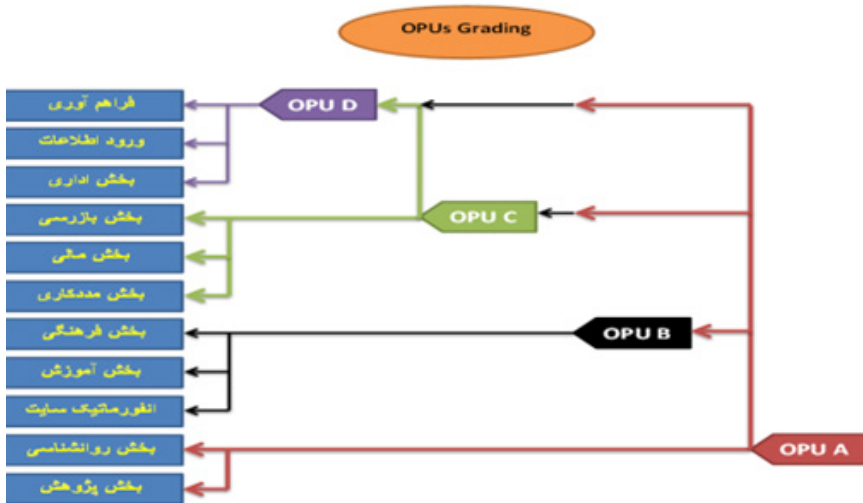 OPUs Grading
فراهم آوری
OPU D
ورود اطلاعات
بخش اداری
بخش بازرسی
OPU C
بخش مالی
بخش مددکاری
بخش فرهنگی
OPU B
بخش آموزش
انفورماتیک سایت
بخش روانشناسی
OPU A
بخش پژوهش